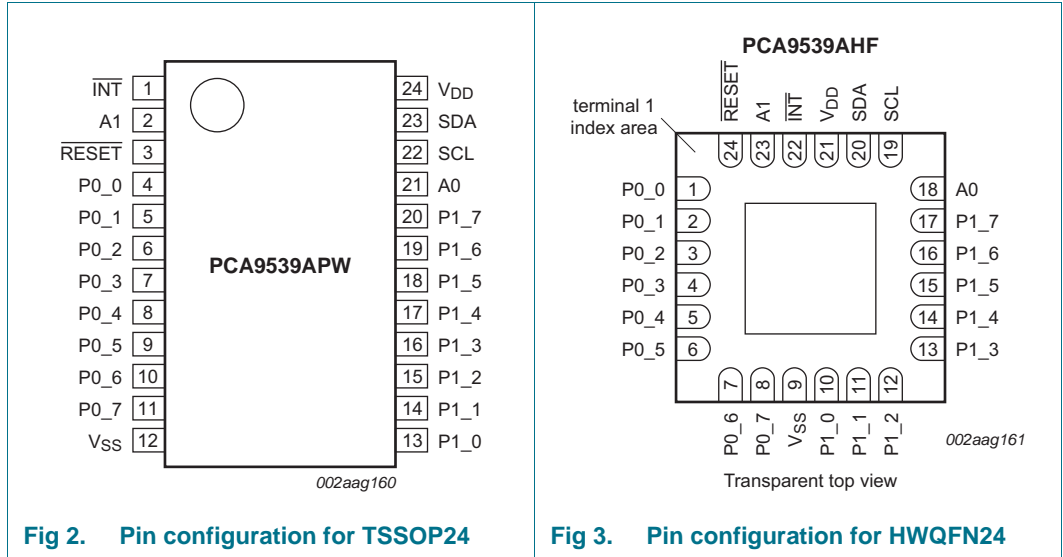 INT 1
A1 2
RESET 3
P0_0 4
P0_1 5
P0_2 6
P0_3 7
P0_4 8
P0_5 9
P0_6 10
P0_7 11
VSS 12
PCA9539APW
24 VDD
23 SDA
22 SCL
21 A0
20 P1_7
19 P1_6
18 P1_5
17 P1_4
16 P1_3
15 P1_2
14 P1_1
13 P1_0
002aag160
Fig 2. Pin configuration for TSSOP24
PCA9539AHF
terminal 1
index area
RESET A1 INT VDD SDA SCL
24 23 22 21 20 19
P0_0 1
P0_1 2
P0_2 3
P0_3 4
P0_4 5
P0_5 6
18 A0
17 P1_7
16 P1_6
15 P1_5
14 P1_4
13 P1_3
7 8 9 10 11 12
P0_6 P0_7 VSS P1_0 P1_1 P1_2
002aag161
Transparent top view
Fig 3. Pin configuration for HWQFN24